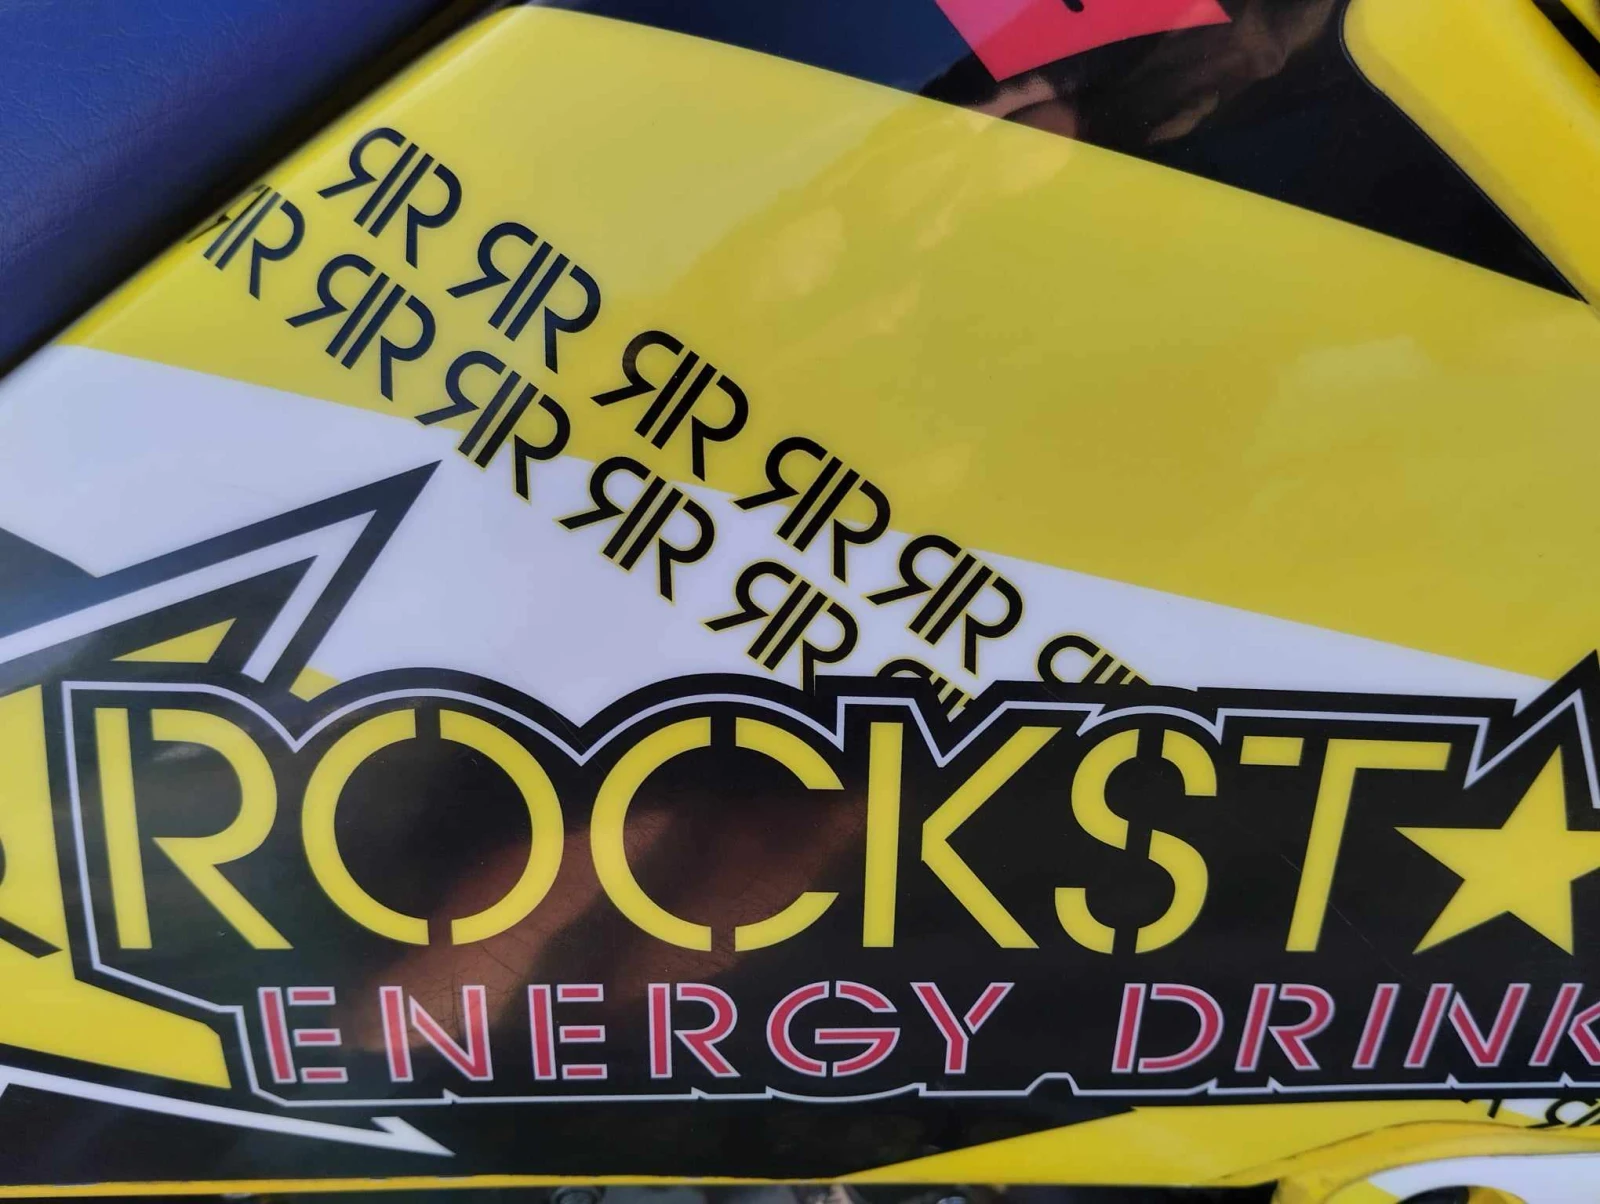 ROCKST★
ENERGY DRINK